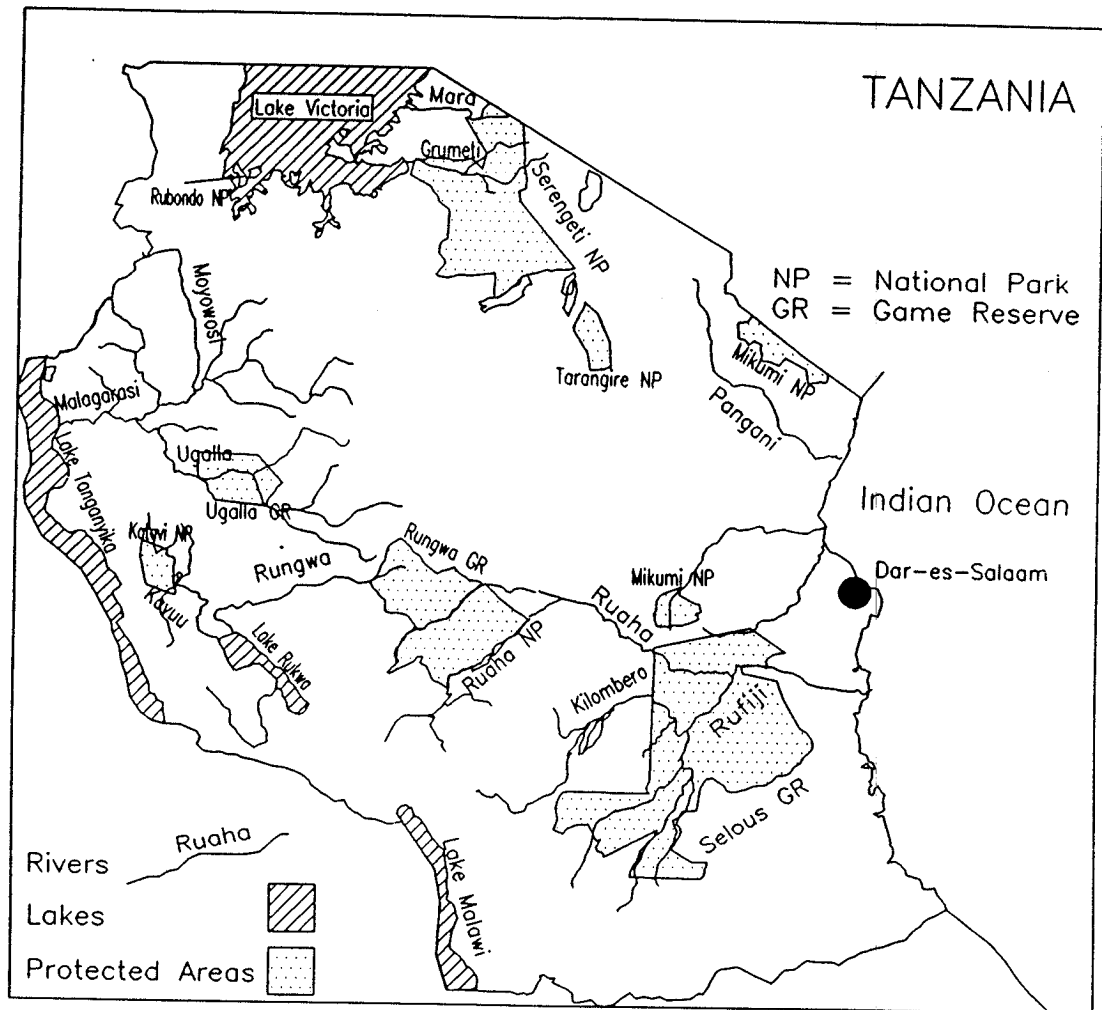 TANZANIA
Lake Victoria
Mara
Grumeti
Rubondo NP
Serengeti NP
NP = National Park
GR = Game Reserve
Moyowosi
Mikumi NP
Tarangire NP
Malagarasi
Pangani
Lake Tanganyika
Ugalla
Ugalla GR
Indian Ocean
Katavi NP
Rungwa
Rungwa GR
Mikumi NP
Dar-es-Salaam
Kavuu
Ruaha
Lake Rukwa
Ruaha NP
Kilombero
Rufiji
Selous GR
Ruaha
Rivers
Lakes
Lake Malawi
Protected Areas